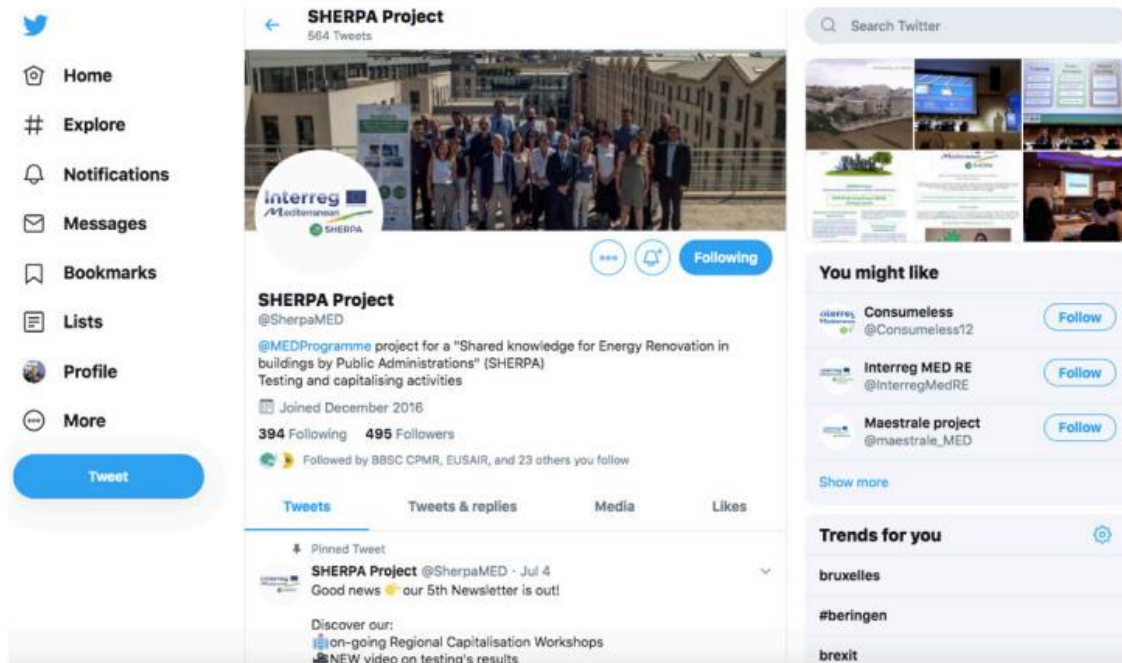 Home
Explore
Notifications
Messages
Bookmarks
Lists
Profile
More
Tweet
SHERPA Project
564 Tweets
Interreg
Mediterranean
SHERPA
Following
SHERPA Project
@SherpaMED
@MEDProgramme project for a "Shared knowledge for Energy Renovation in
buildings by Public Administrations" (SHERPA)
Testing and capitalising activities
Joined December 2016
394 Following 495 Followers
Followed by BBSC CPMR, EUSAIR, and 23 others you follow
Tweets Tweets & replies Media Likes
Pinned Tweet
SHERPA Project @SherpaMED · Jul 4
Good news 👉 our 5th Newsletter is out!
Discover our:
on-going Regional Capitalisation Workshops
NEW video on testing's results
Search Twitter
You might like
Consumeless
@Consumeless12
Follow
Interreg MED RE
@InterregMedRE
Follow
Maestrale project
@maestrale_MED
Follow
Show more
Trends for you
bruxelles
#beringen
brexit